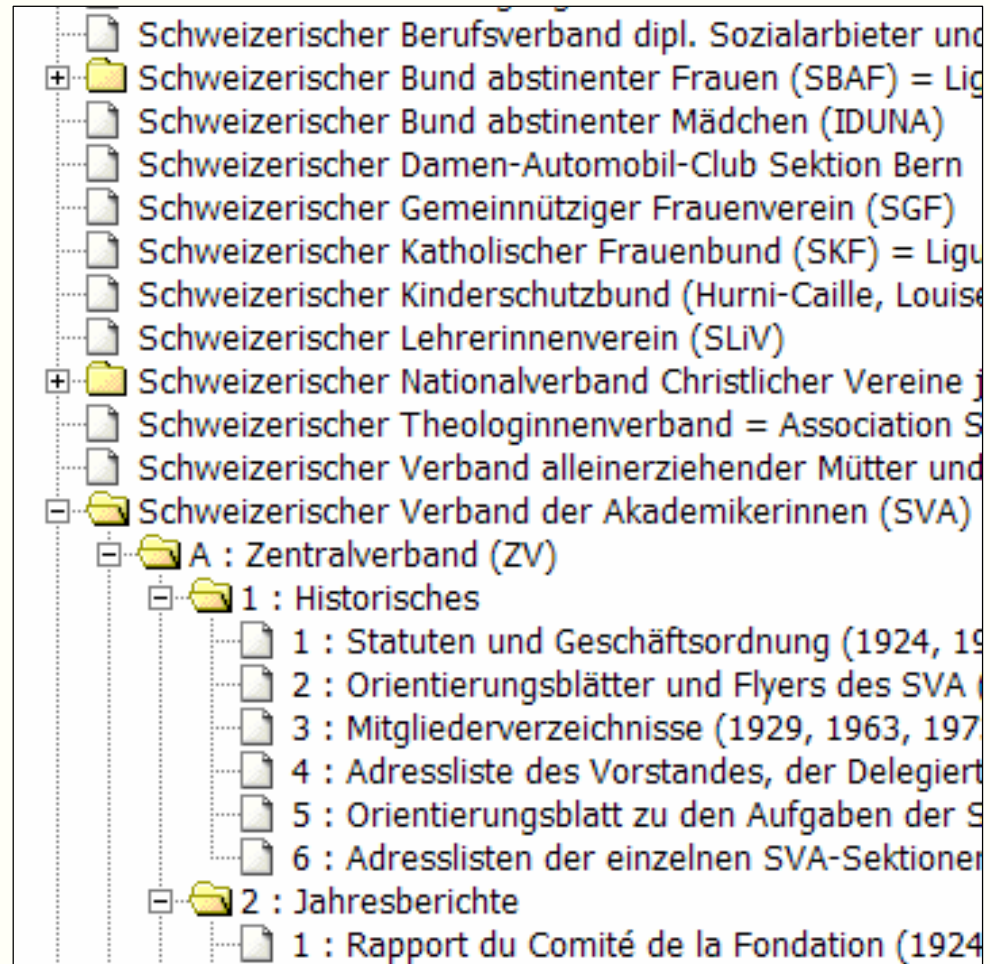 Schweizerischer Berufsverband dipl. Sozialarbeiter und
Schweizerischer Bund abstinenter Frauen (SBAF) = Lig
Schweizerischer Bund abstinenter Mädchen (IDUNA)
Schweizerischer Damen-Automobil-Club Sektion Bern
Schweizerischer Gemeinnütziger Frauenverein (SGF)
Schweizerischer Katholischer Frauenbund (SKF) = Ligu
Schweizerischer Kinderschutzbund (Hurni-Caille, Louise
Schweizerischer Lehrerinnenverein (SLiV)
Schweizerischer Nationalverband Christlicher Vereine j
Schweizerischer Theologinnenverband = Association S
Schweizerischer Verband alleinerziehender Mütter und
Schweizerischer Verband der Akademikerinnen (SVA)
A : Zentralverband (ZV)
1 : Historisches
1 : Statuten und Geschäftsordnung (1924, 19
2 : Orientierungsblätter und Flyers des SVA (
3 : Mitgliederverzeichnisse (1929, 1963, 197
4 : Adressliste des Vorstandes, der Delegiert
5 : Orientierungsblatt zu den Aufgaben der S
6 : Adresslisten der einzelnen SVA-Sektionen
2 : Jahresberichte
1 : Rapport du Comité de la Fondation (1924